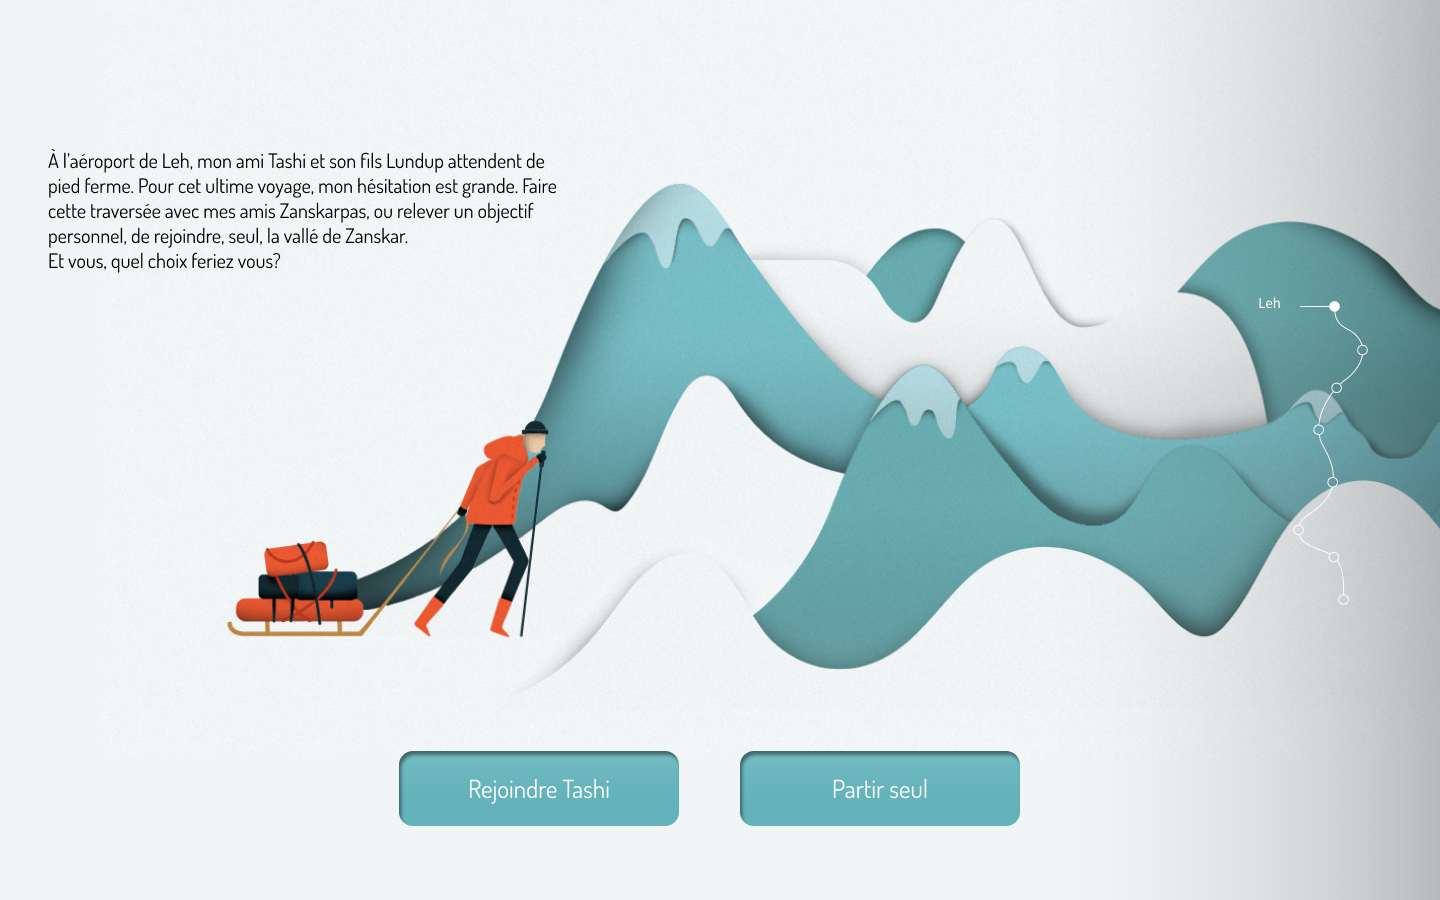 À l'aéroport de Leh, mon ami Tashi et son fils Lundup attendent de
pied ferme. Pour cet ultime voyage, mon hésitation est grande. Faire
cette traversée avec mes amis Zanskarpas, ou relever un objectif
personnel, de rejoindre, seul, la vallé de Zanskar.
Et vous, quel choix feriez vous?
Leh
Rejoindre Tashi
Partir seul